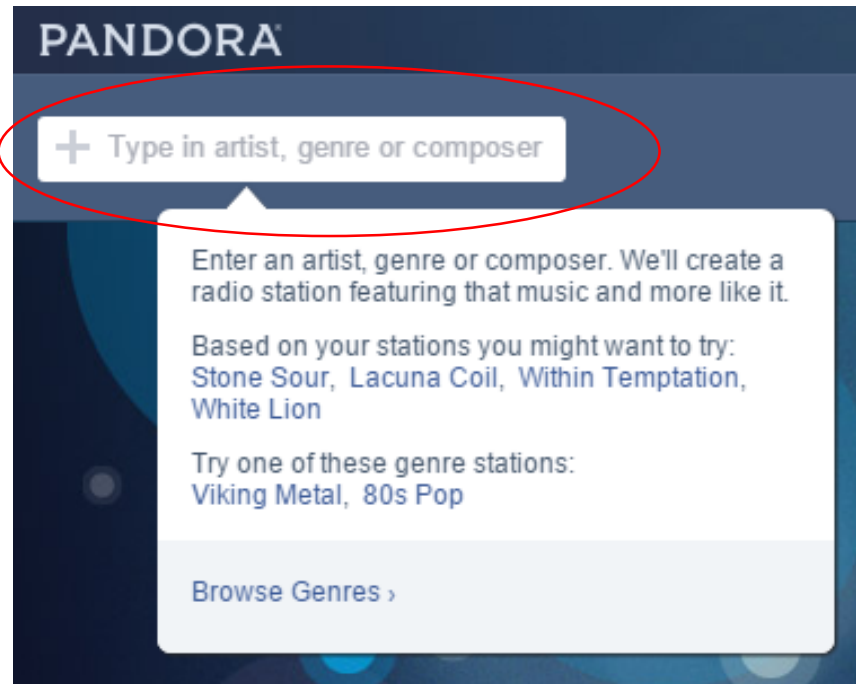 PANDORA
Type in artist, genre or composer
Enter an artist, genre or composer. We'll create a
radio station featuring that music and more like it.
Based on your stations you might want to try:
Stone Sour, Lacuna Coil, Within Temptation,
White Lion
Try one of these genre stations:
Viking Metal, 80s Pop
Browse Genres ›